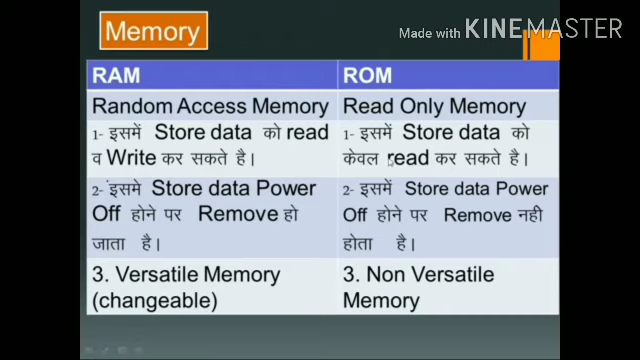 Memory
Made with KINEMASTER
RAM
ROM
Random Access Memory
Read Only Memory
1- इसमें Store data को read
व Write कर सकते है।
1- इसमें Store data को
केवल read कर सकते है।
2- इसमे Store data Power
Off होने पर Remove हो
जाता है।
2- इसमें Store data Power
Off होने पर Remove नही
होता है।
3. Versatile Memory
(changeable)
3. Non Versatile
Memory